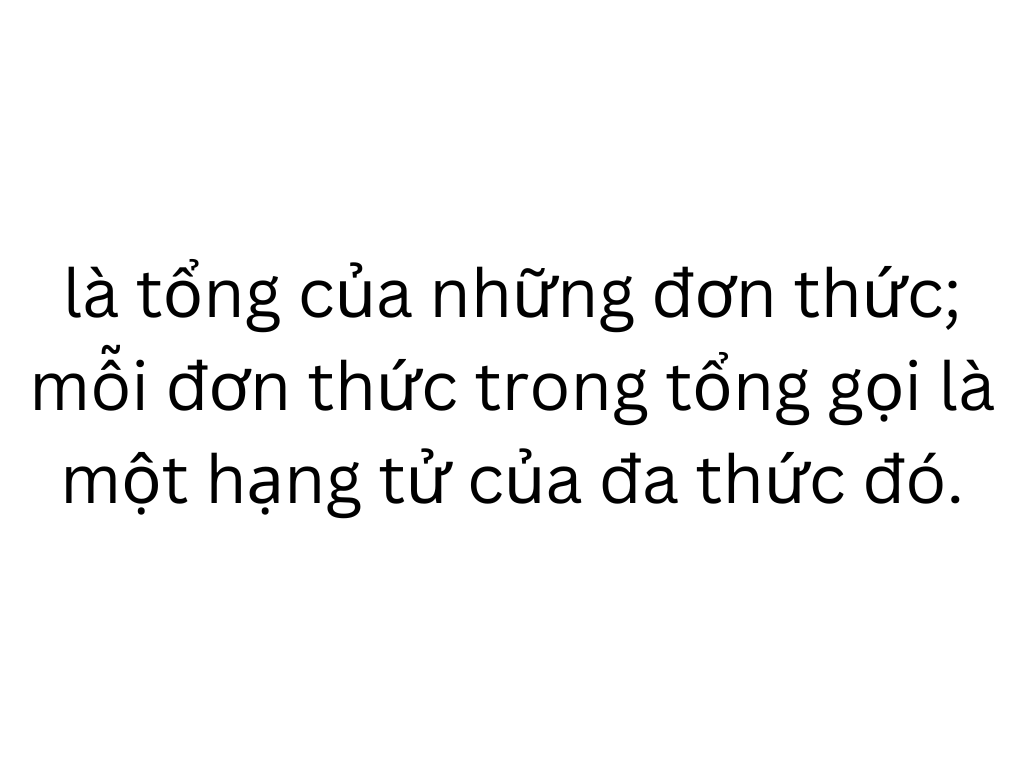 là tổng của những đơn thức;
mỗi đơn thức trong tổng gọi là
một hạng tử của đa thức đó.